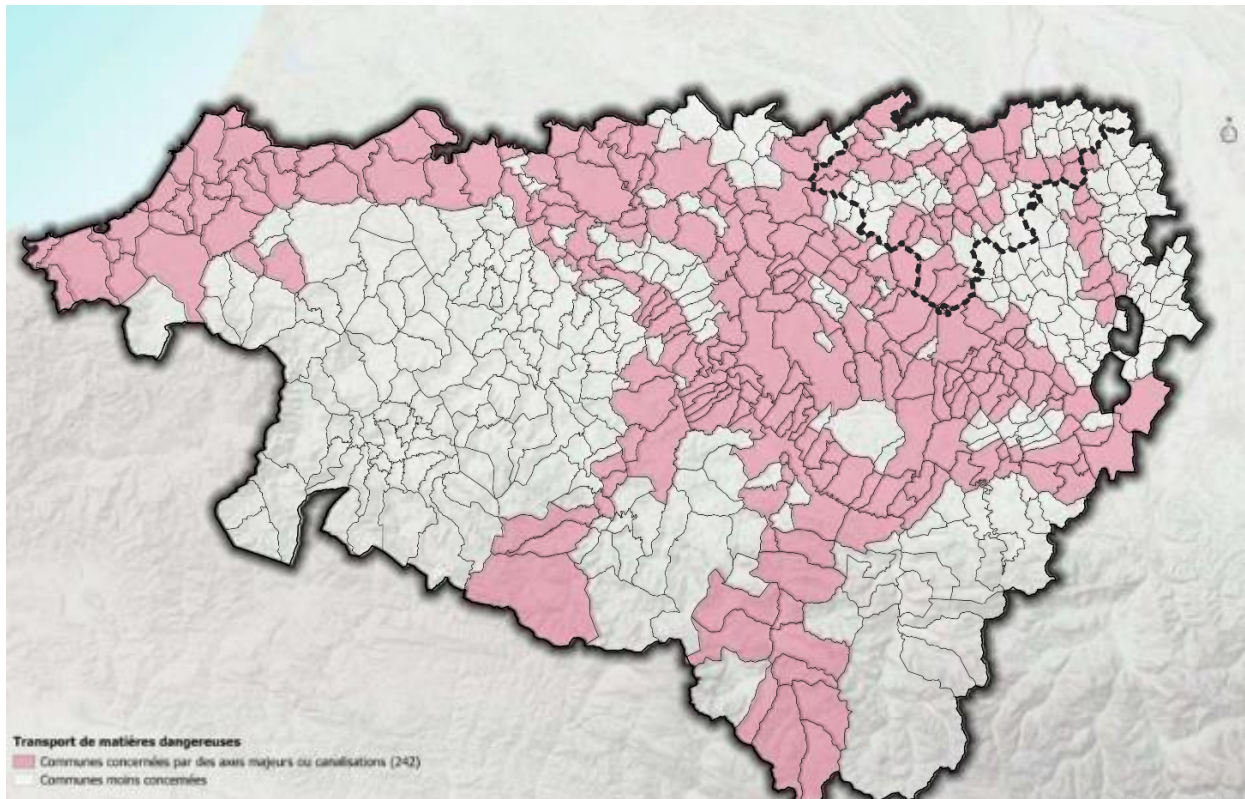 Transport de matières dangereuses
Communes concernées par des axes majeurs ou canalisations (242)
Communes moins concernées